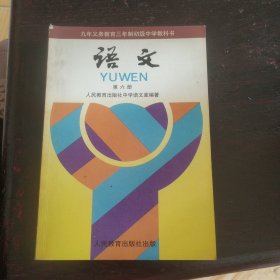 九年义务教育三年制初级中学教科书
语文
YUWEN
第六册
人民教育出版社中学语文室编著
人民教育出版社出版